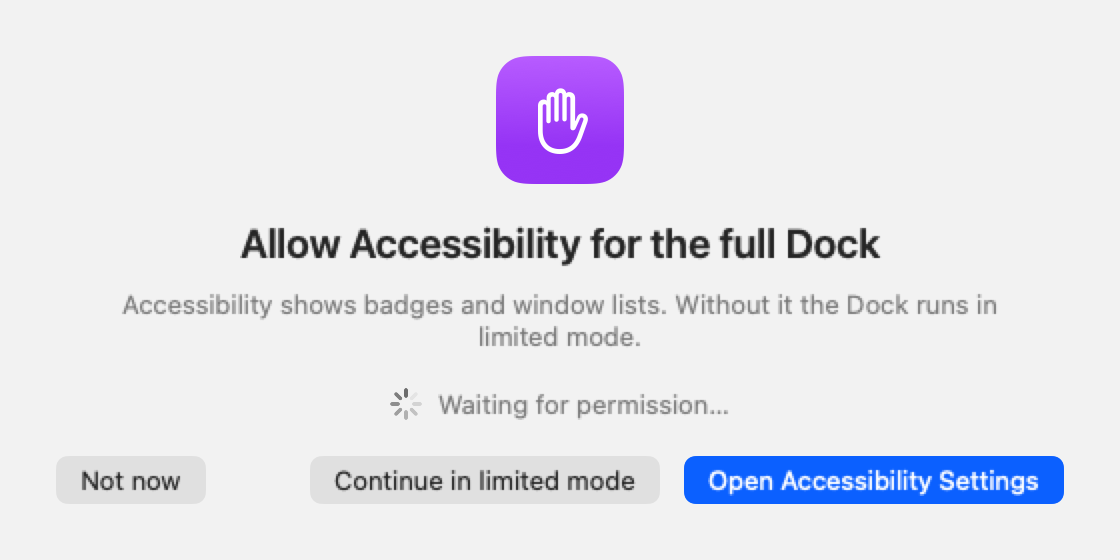 Allow Accessibility for the full Dock
Accessibility shows badges and window lists. Without it the Dock runs in
limited mode.
Waiting for permission...
Not now
Continue in limited mode
Open Accessibility Settings